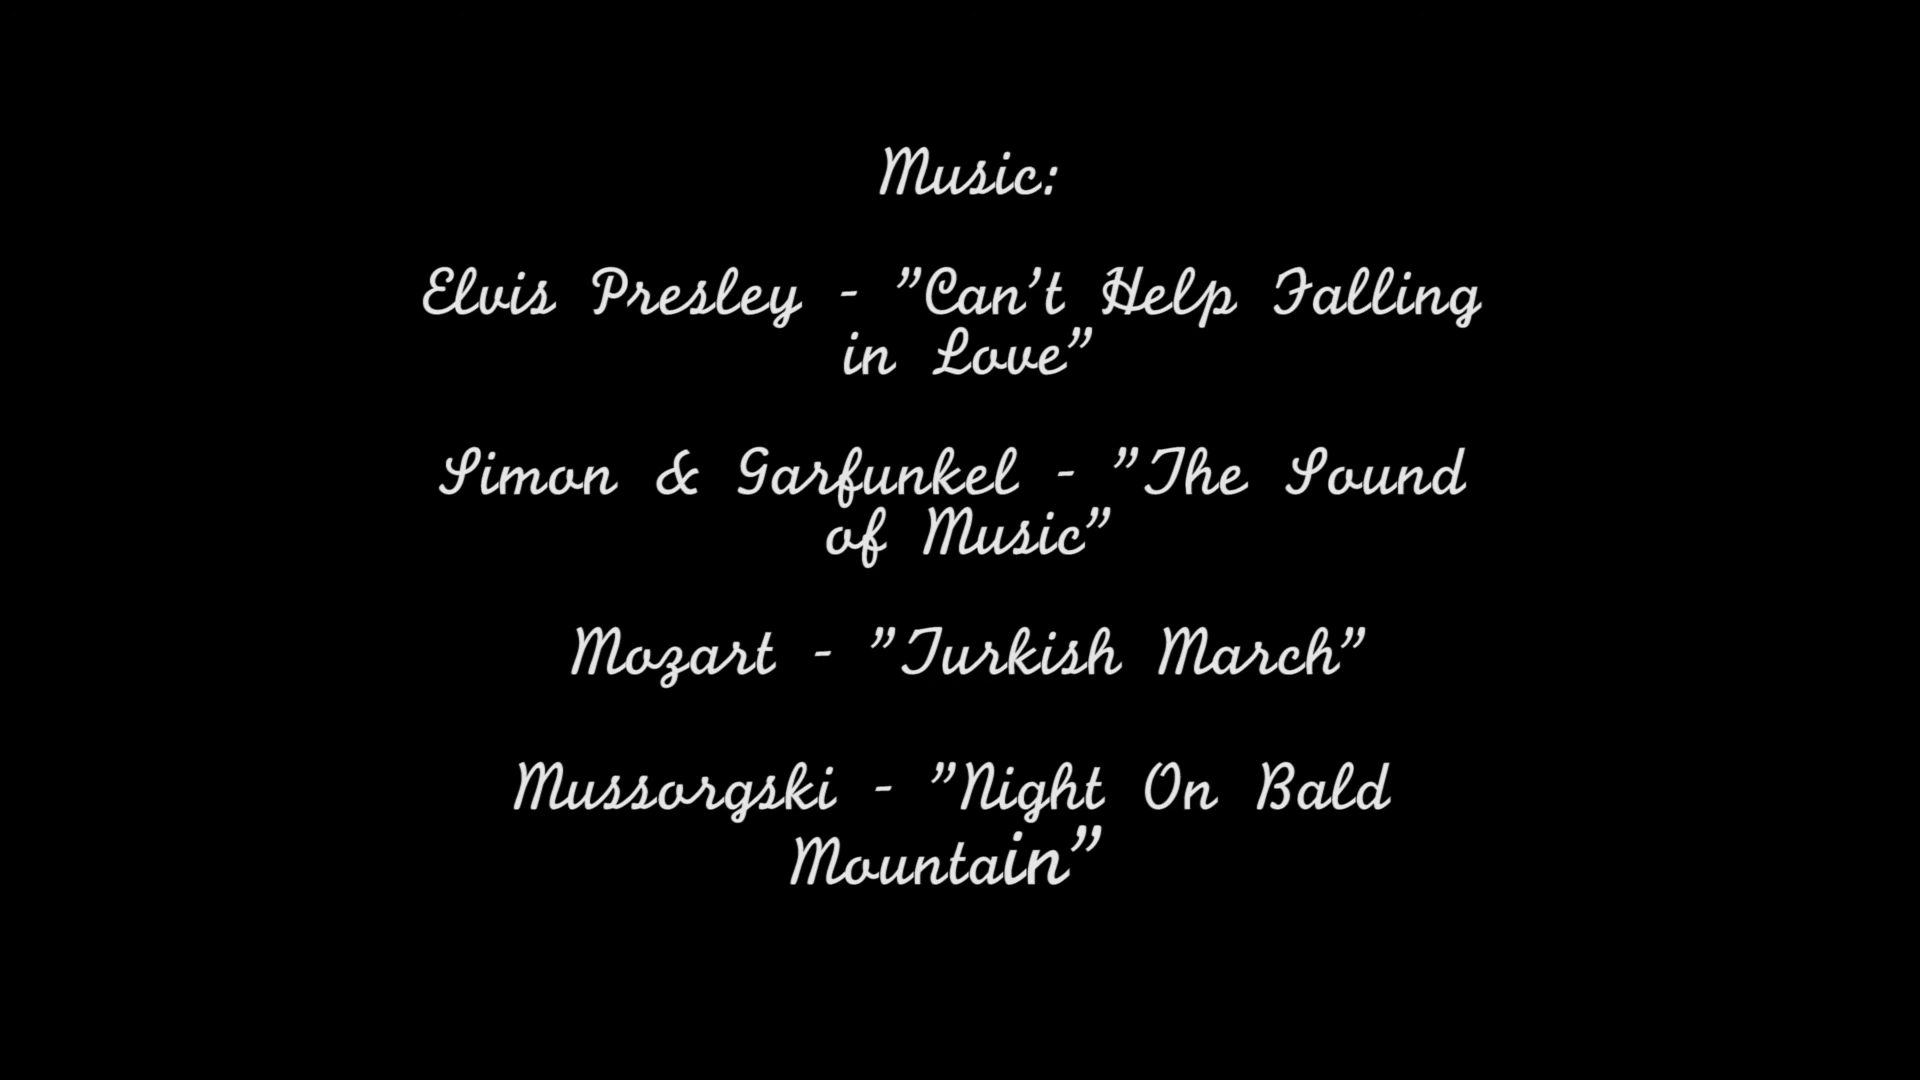 Music:
Elvis Presley - ”Can’t Help Falling
in Love”
Simon & Garfunkel - ”The Sound
of Music”
Mozart - ”Turkish March”
Mussorgski - ”Night On Bald
Mountain”